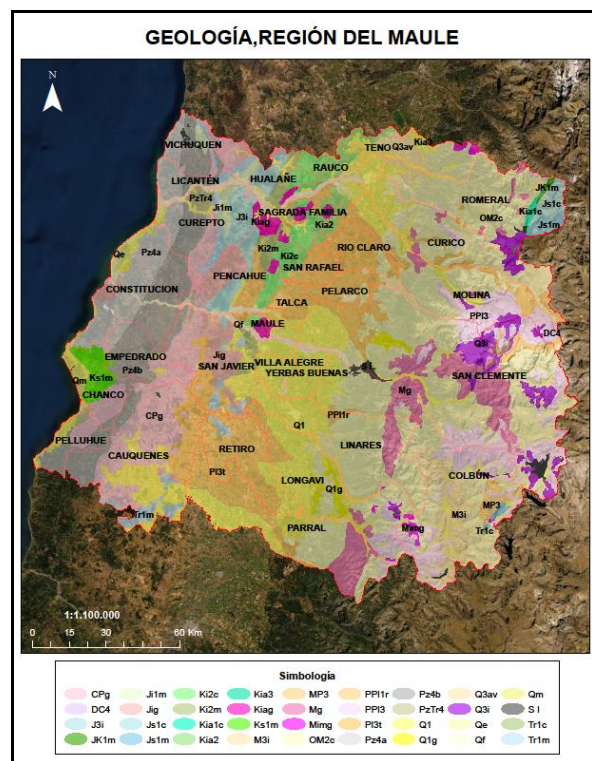 GEOLOGÍA,REGIÓN DEL MAULE
N
VICHUQUEN
TENO
Q3av
Kia3
RAUCO
LICANTÉN
HUALAÑE
PzTr4
Ji1m
ROMERAL
JK1m
Js1c
CUREPTO
J3i
SAGRADA FAMILIA
Kiag
Kia2
OM2c
Kia1c
Js1m
Qe
Pz4a
Ki2m
Ki2c
RIO CLARO
CURICO
PENCAHUE
SAN RAFAEL
CONSTITUCION
PELARCO
TALCA
MOLINA
PPl3
Qf
MAULE
DC4
EMPEDRADO
Jig
Q3i
Pz4b
SAN JAVIER
VILLA ALEGRE
YERBAS BUENAS
S I
SAN CLEMENTE
Qm
Ks1m
CHANCO
Mg
CPg
PPl1r
Q1
PELLUHUE
LINARES
CAUQUENES
RETIRO
COLBÚN
Pl3t
LONGAVI
Q1g
MP3
Tr1m
PARRAL
Mimg
M3i
Tr1c
1:1.100.000
0 15 30 60 Km
Simbología
CPg Ji1m Ki2c Kia3 MP3 PPl1r Pz4b Q3av Qm
DC4 Jig Ki2m Kiag Mg PPl3 PzTr4 Q3i S I
J3i Js1c Kia1c Ks1m Mimg Pl3t Q1 Qe Tr1c
JK1m Js1m Kia2 M3i OM2c Pz4a Q1g Qf Tr1m